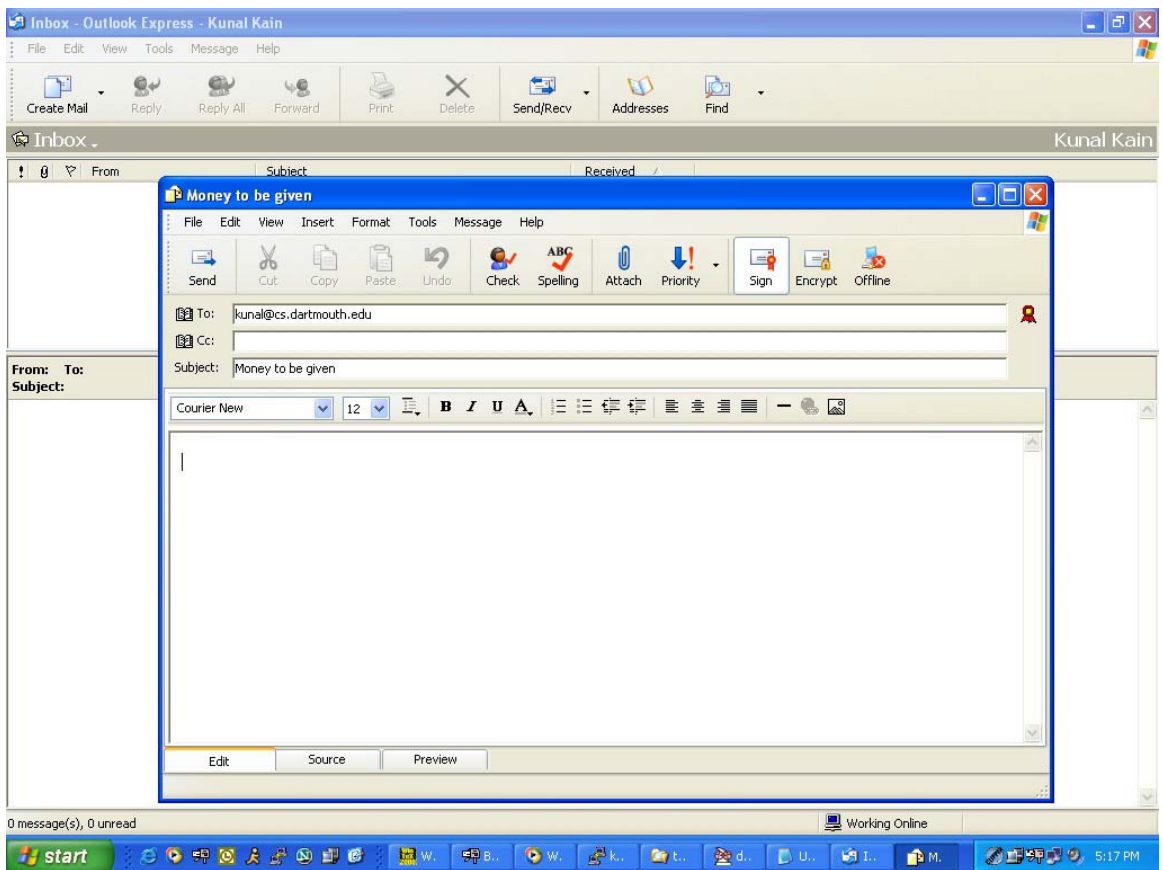 Inbox - Outlook Express - Kunal Kain
File Edit View Tools Message Help
Create Mail Reply Reply All Forward Print Delete Send/Recv Addresses Find
Inbox Kunal Kain
! From Subject Received
Money to be given
File Edit View Insert Format Tools Message Help
Send Cut Copy Paste Undo Check ABC Spelling Attach Priority Sign Encrypt Offline
To: kunal@cs.dartmouth.edu
Cc:
Subject: Money to be given
From: To:
Subject:
Courier New 12 B I U A
Edit Source Preview
0 message(s), 0 unread Working Online
start W.. B.. W.. k.. t.. d.. U.. I.. M. 5:17 PM